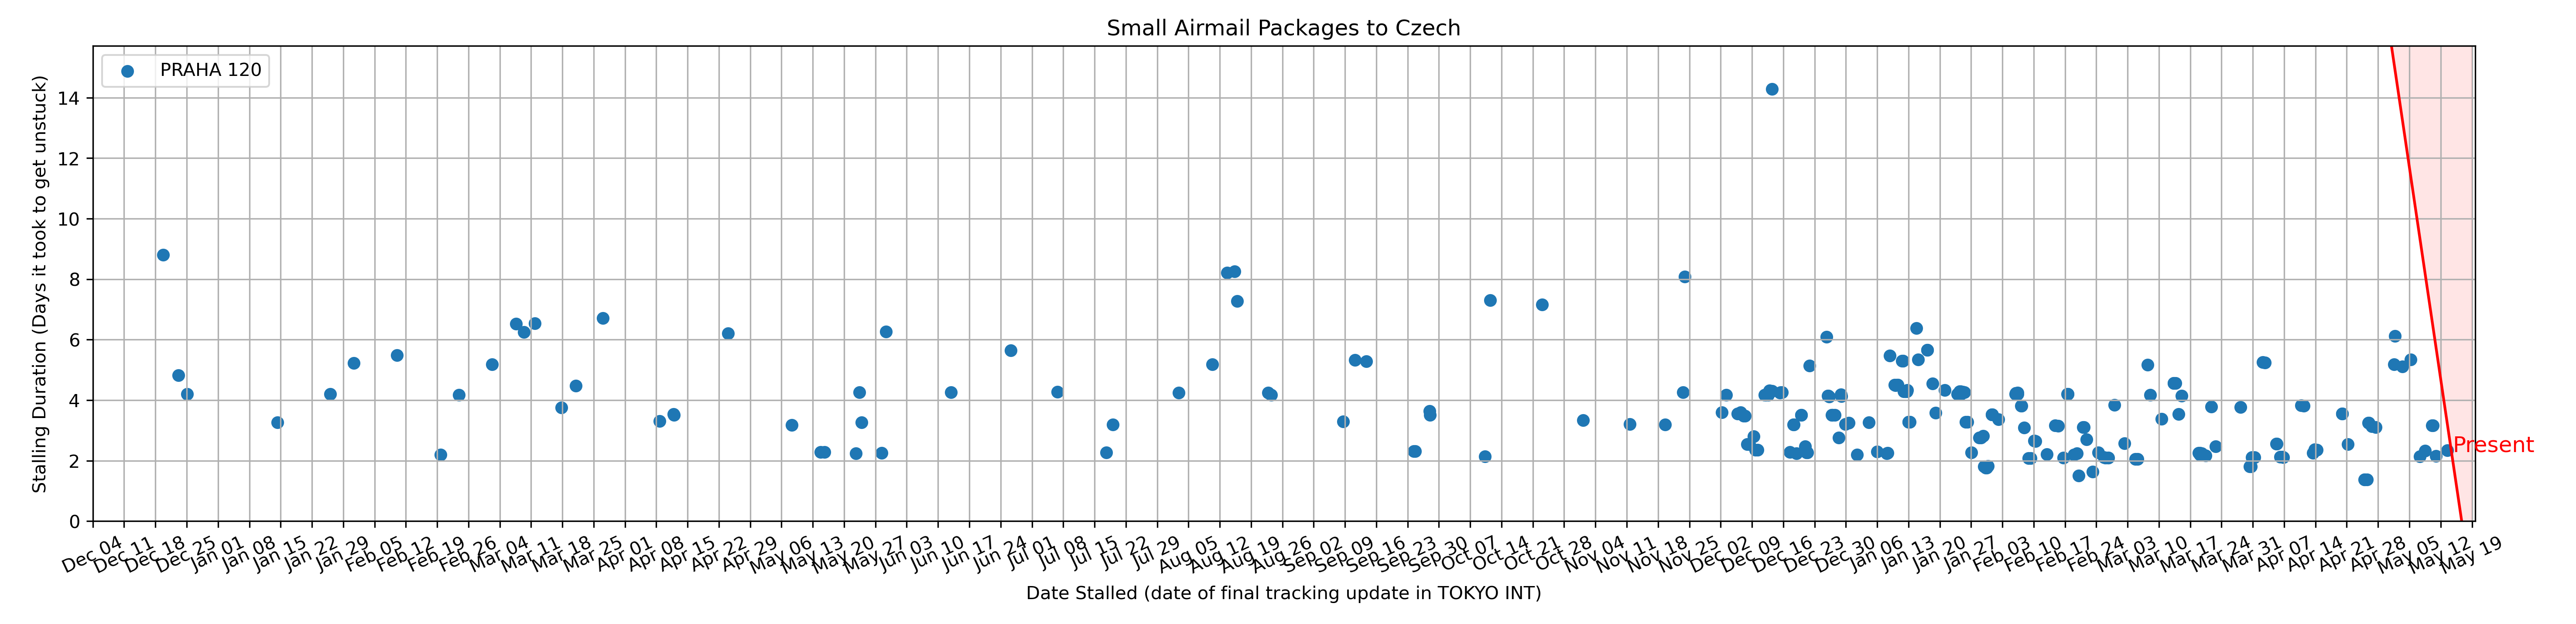 Small Airmail Packages to Czech
PRAHA 120
Stalling Duration (Days it took to get unstuck)
14
12
10
8
6
4
2
0
Present
Dec 04
Dec 11
Dec 18
Dec 25
Jan 01
Jan 08
Jan 15
Jan 22
Jan 29
Feb 05
Feb 12
Feb 19
Feb 26
Mar 04
Mar 11
Mar 18
Mar 25
Apr 01
Apr 08
Apr 15
Apr 22
Apr 29
May 06
May 13
May 20
May 27
Jun 03
Jun 10
Jun 17
Jun 24
Jul 01
Jul 08
Jul 15
Jul 22
Jul 29
Aug 05
Aug 12
Aug 19
Aug 26
Sep 02
Sep 09
Sep 16
Sep 23
Sep 30
Oct 07
Oct 14
Oct 21
Oct 28
Nov 04
Nov 11
Nov 18
Nov 25
Dec 02
Dec 09
Dec 16
Dec 23
Dec 30
Jan 06
Jan 13
Jan 20
Jan 27
Feb 03
Feb 10
Feb 17
Feb 24
Mar 03
Mar 10
Mar 17
Mar 24
Mar 31
Apr 07
Apr 14
Apr 21
Apr 28
May 05
May 12
May 19
Date Stalled (date of final tracking update in TOKYO INT)